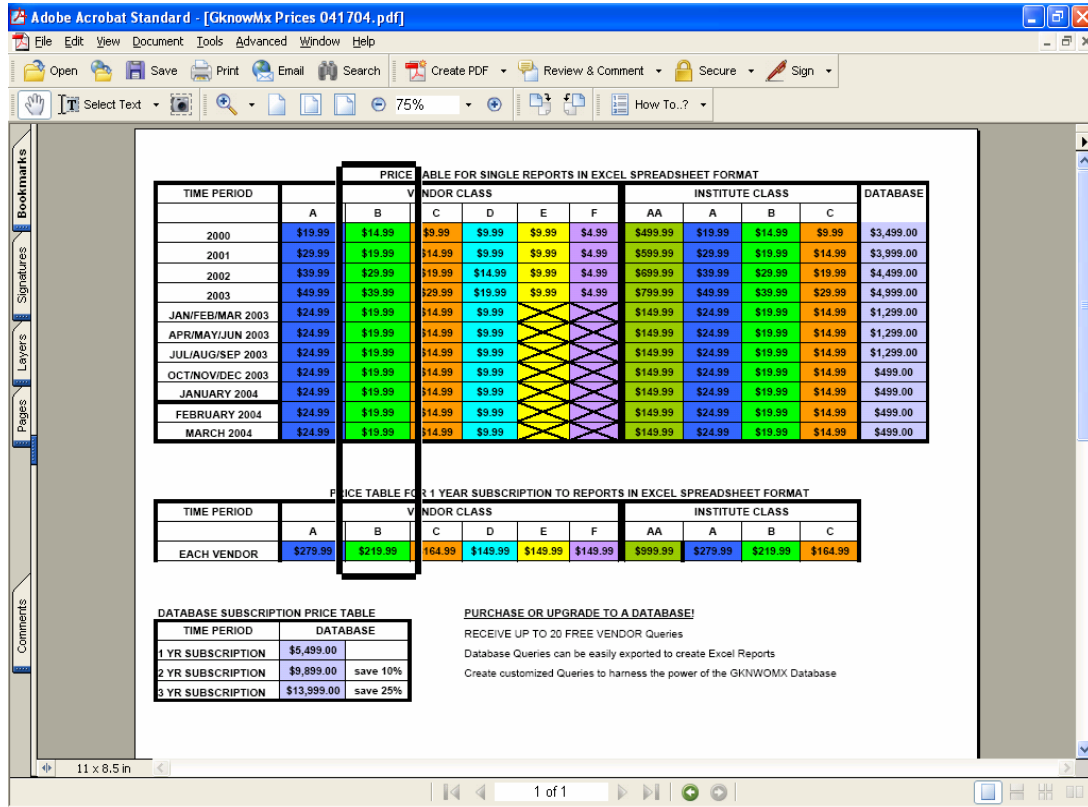 Adobe Acrobat Standard - [GknowMx Prices 041704.pdf]
File Edit View Document Tools Advanced Window Help
Open Save Print Email Search Create PDF Review & Comment Secure Sign
Select Text 75% How To..?
Bookmarks
Signatures
Layers
Pages
Comments
PRICE TABLE FOR SINGLE REPORTS IN EXCEL SPREADSHEET FORMAT
TIME PERIOD VENDOR CLASS INSTITUTE CLASS DATABASE
A B C D E F AA A B C
2000 $19.99 $14.99 $9.99 $9.99 $9.99 $4.99 $499.99 $19.99 $14.99 $9.99 $3,499.00
2001 $29.99 $19.99 $14.99 $9.99 $9.99 $4.99 $599.99 $29.99 $19.99 $14.99 $3,999.00
2002 $39.99 $29.99 $19.99 $14.99 $9.99 $4.99 $699.99 $39.99 $29.99 $19.99 $4,499.00
2003 $49.99 $39.99 $29.99 $19.99 $9.99 $4.99 $799.99 $49.99 $39.99 $29.99 $4,999.00
JAN/FEB/MAR 2003 $24.99 $19.99 $14.99 $9.99 $149.99 $24.99 $19.99 $14.99 $1,299.00
APR/MAY/JUN 2003 $24.99 $19.99 $14.99 $9.99 $149.99 $24.99 $19.99 $14.99 $1,299.00
JUL/AUG/SEP 2003 $24.99 $19.99 $14.99 $9.99 $149.99 $24.99 $19.99 $14.99 $1,299.00
OCT/NOV/DEC 2003 $24.99 $19.99 $14.99 $9.99 $149.99 $24.99 $19.99 $14.99 $499.00
JANUARY 2004 $24.99 $19.99 $14.99 $9.99 $149.99 $24.99 $19.99 $14.99 $499.00
FEBRUARY 2004 $24.99 $19.99 $14.99 $9.99 $149.99 $24.99 $19.99 $14.99 $499.00
MARCH 2004 $24.99 $19.99 $14.99 $9.99 $149.99 $24.99 $19.99 $14.99 $499.00
PRICE TABLE FOR 1 YEAR SUBSCRIPTION TO REPORTS IN EXCEL SPREADSHEET FORMAT
TIME PERIOD VENDOR CLASS INSTITUTE CLASS
A B C D E F AA A B C
EACH VENDOR $279.99 $219.99 $164.99 $149.99 $149.99 $149.99 $999.99 $279.99 $219.99 $164.99
DATABASE SUBSCRIPTION PRICE TABLE
TIME PERIOD DATABASE
1 YR SUBSCRIPTION $5,499.00
2 YR SUBSCRIPTION $9,899.00 save 10%
3 YR SUBSCRIPTION $13,999.00 save 25%
PURCHASE OR UPGRADE TO A DATABASE!
RECEIVE UP TO 20 FREE VENDOR Queries
Database Queries can be easily exported to create Excel Reports
Create customized Queries to harness the power of the GKNWOMX Database
11 x 8.5 in
1 of 1